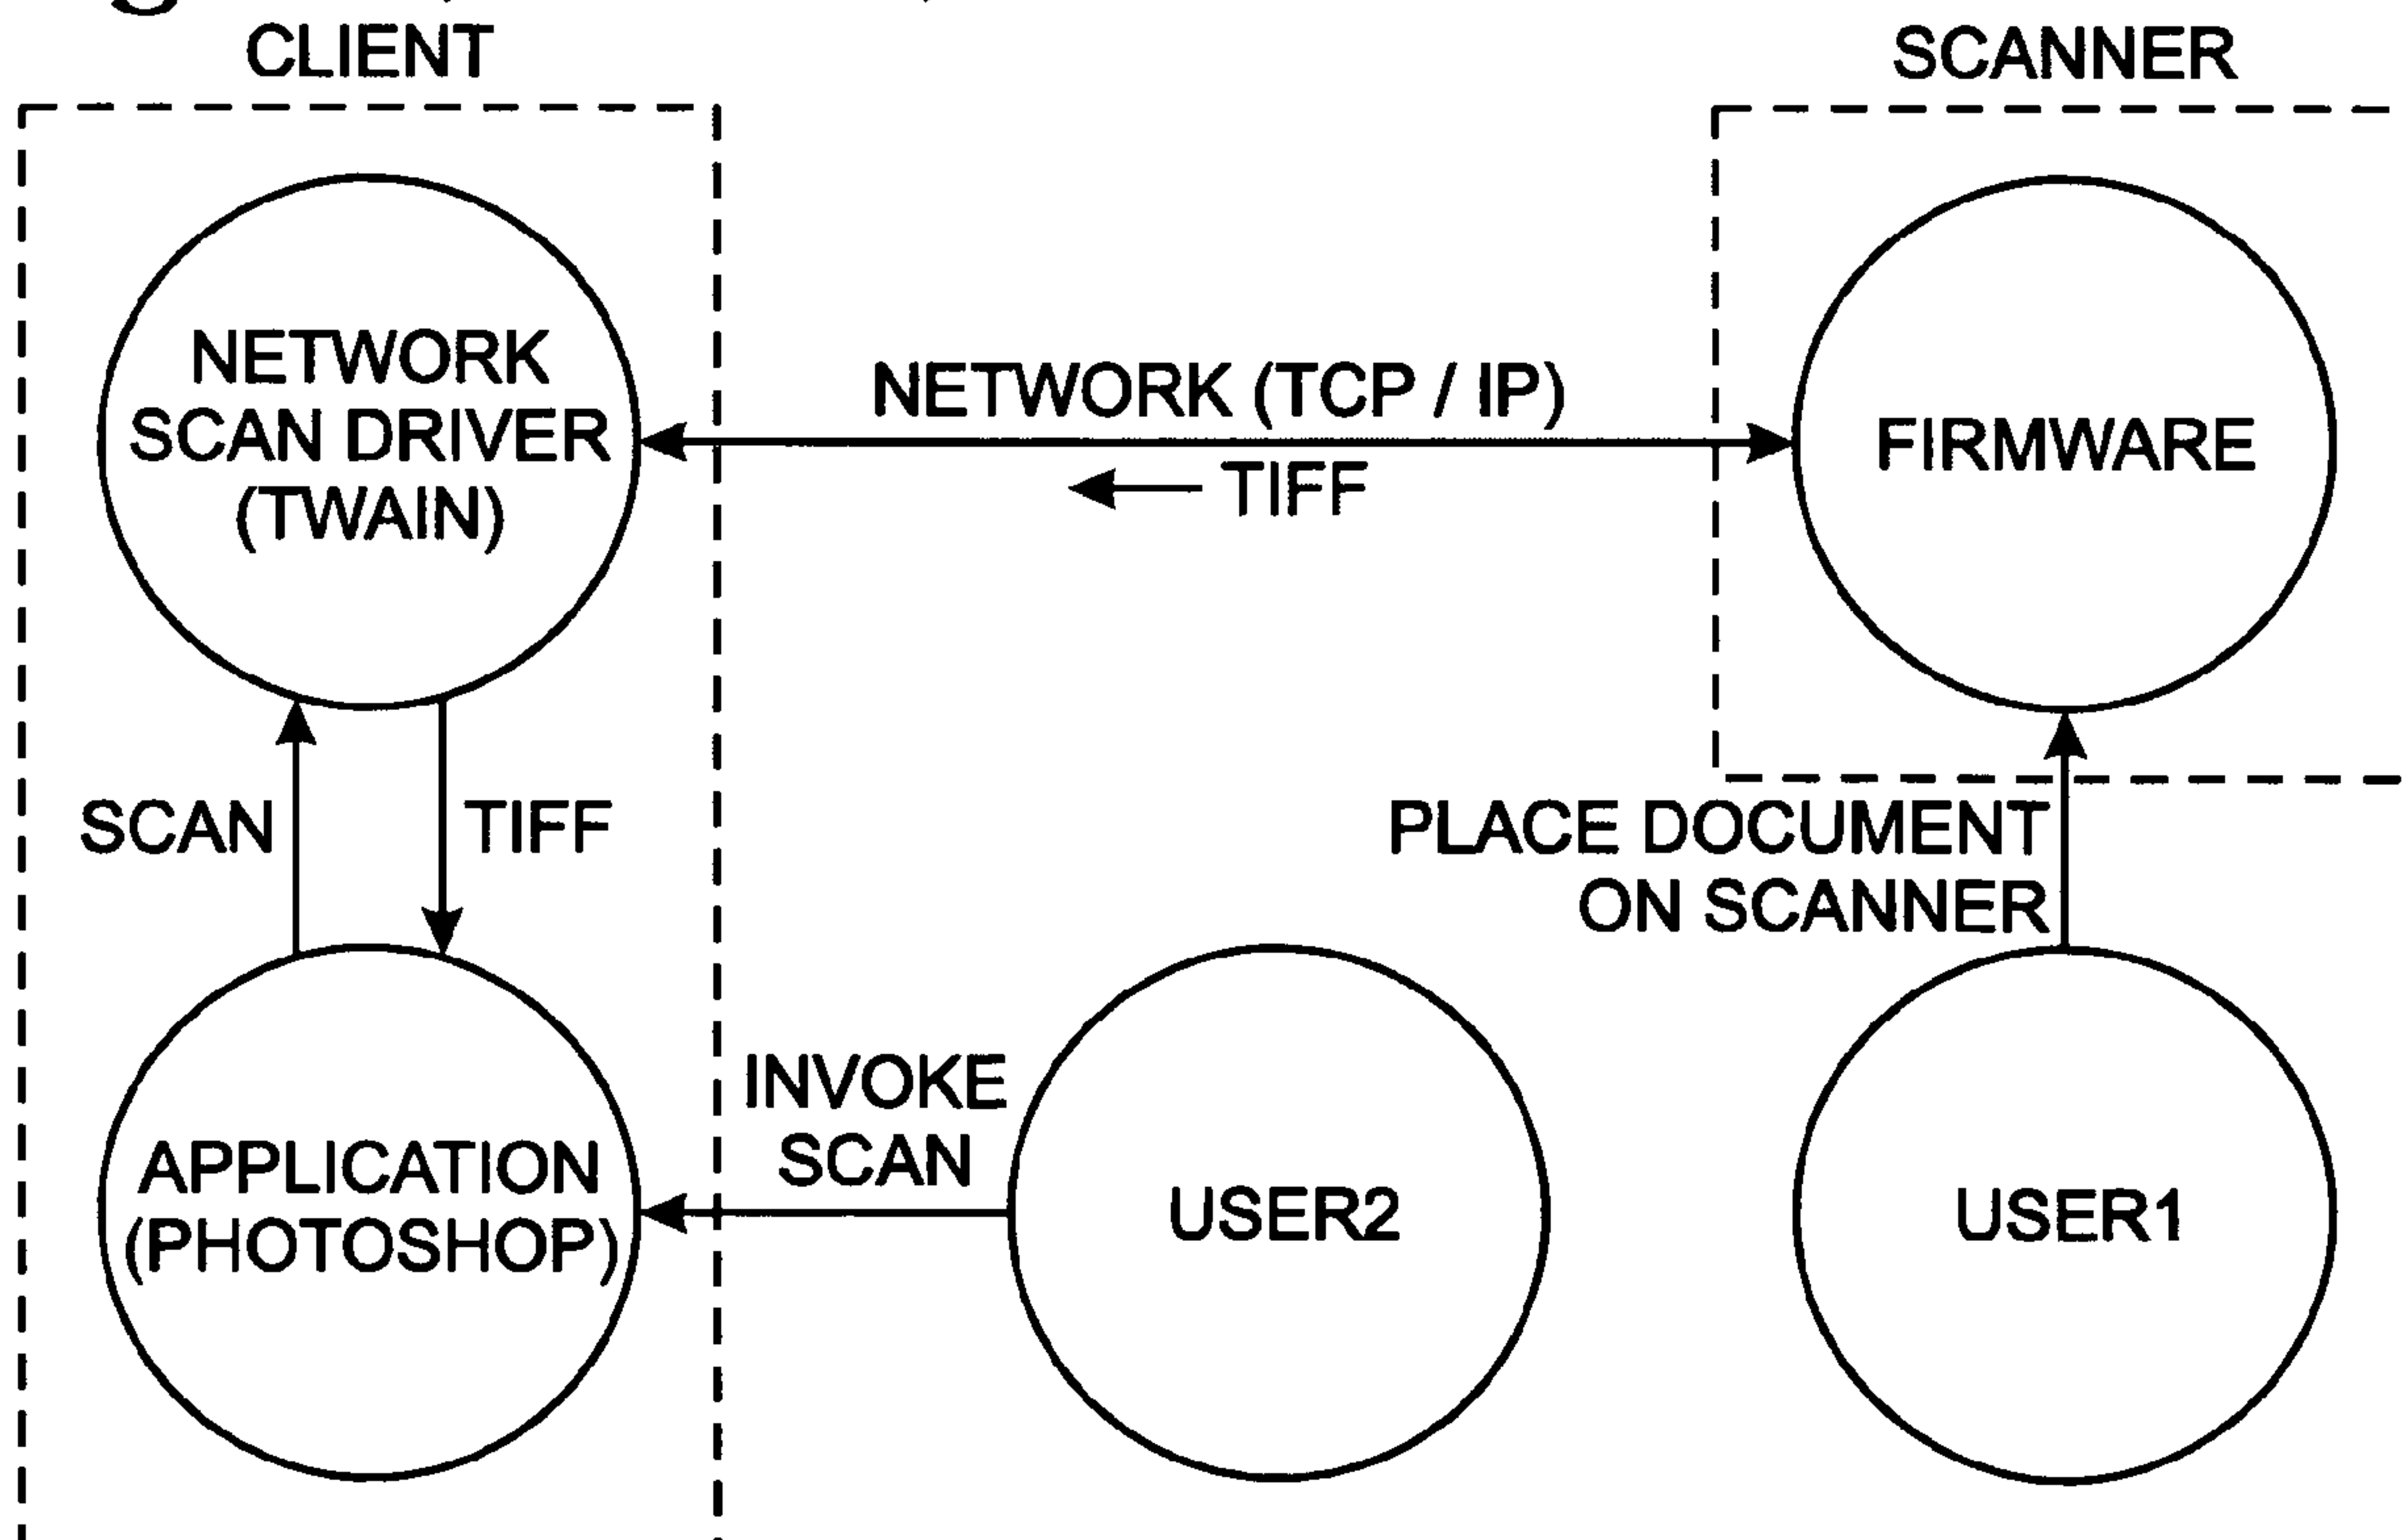 CLIENT
SCANNER
NETWORK
SCAN DRIVER
(TWAIN)
NETWORK (TCP / IP)
TIFF
FIRMWARE
SCAN
TIFF
PLACE DOCUMENT
ON SCANNER
INVOKE
SCAN
APPLICATION
(PHOTOSHOP)
USER2
USER1